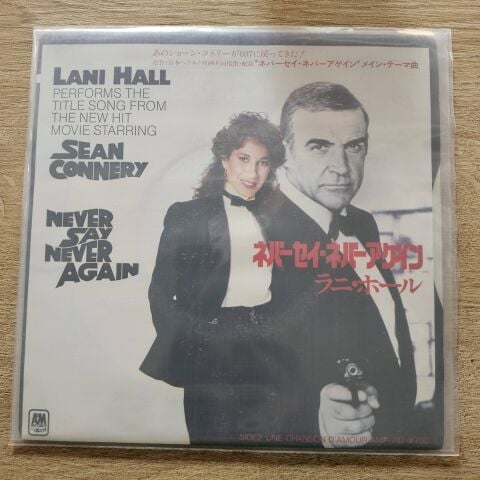 あのショーン・コネリーが007に戻ってきた!
"ネバーセイ・ネバーアゲイン"メイン・テーマ曲
LANI HALL
PERFORMS THE
TITLE SONG FROM
THE NEW HIT
MOVIE STARRING
SEAN
CONNERY
NEVER
SAY
NEVER
AGAIN
ネバーセイ・ネバーアゲイン
ラニ・ホール
A&M
SIDE2 UNE CHANSON D'AMOUR